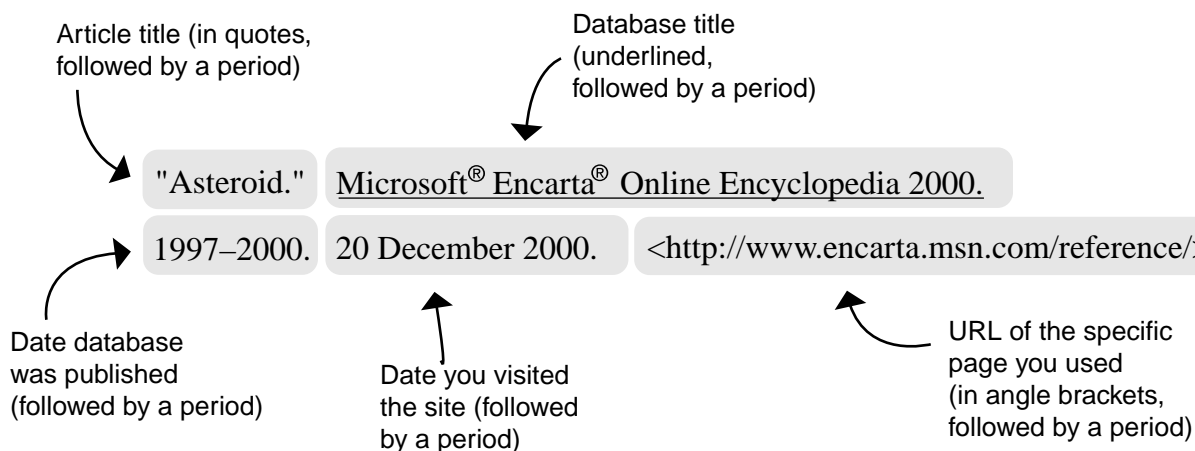 Article title (in quotes,
followed by a period)
Database title
(underlined,
followed by a period)
"Asteroid." Microsoft® Encarta® Online Encyclopedia 2000.
1997–2000. 20 December 2000. <http://www.encarta.msn.com/reference/
Date database
was published
(followed by a period)
Date you visited
the site (followed
by a period)
URL of the specific
page you used
(in angle brackets,
followed by a period)